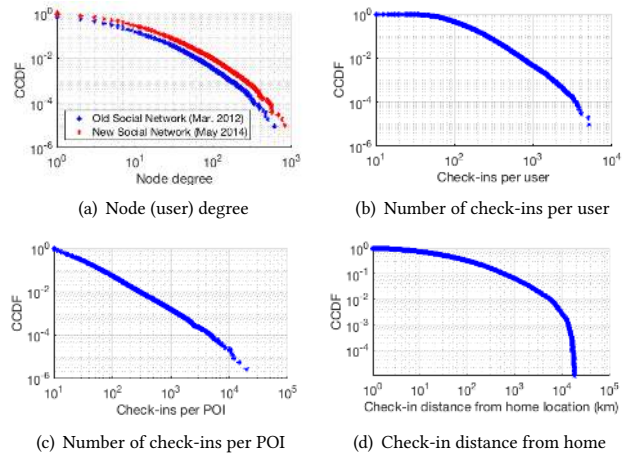 10^0
10^-2
10^-4
10^-6
CCDF
Old Social Network (Mar. 2012)
New Social Network (May 2014)
10^0 10^1 10^2 10^3
Node degree
(a) Node (user) degree
10^0
10^-2
10^-4
10^-6
CCDF
10^1 10^2 10^3 10^4
Check-ins per user
(b) Number of check-ins per user
10^0
10^-2
10^-4
10^-6
CCDF
10^1 10^2 10^3 10^4 10^5
Check-ins per POI
(c) Number of check-ins per POI
10^0
10^-1
10^-2
10^-3
10^-4
CCDF
10^0 10^1 10^2 10^3 10^4 10^5
Check-in distance from home location (km)
(d) Check-in distance from home